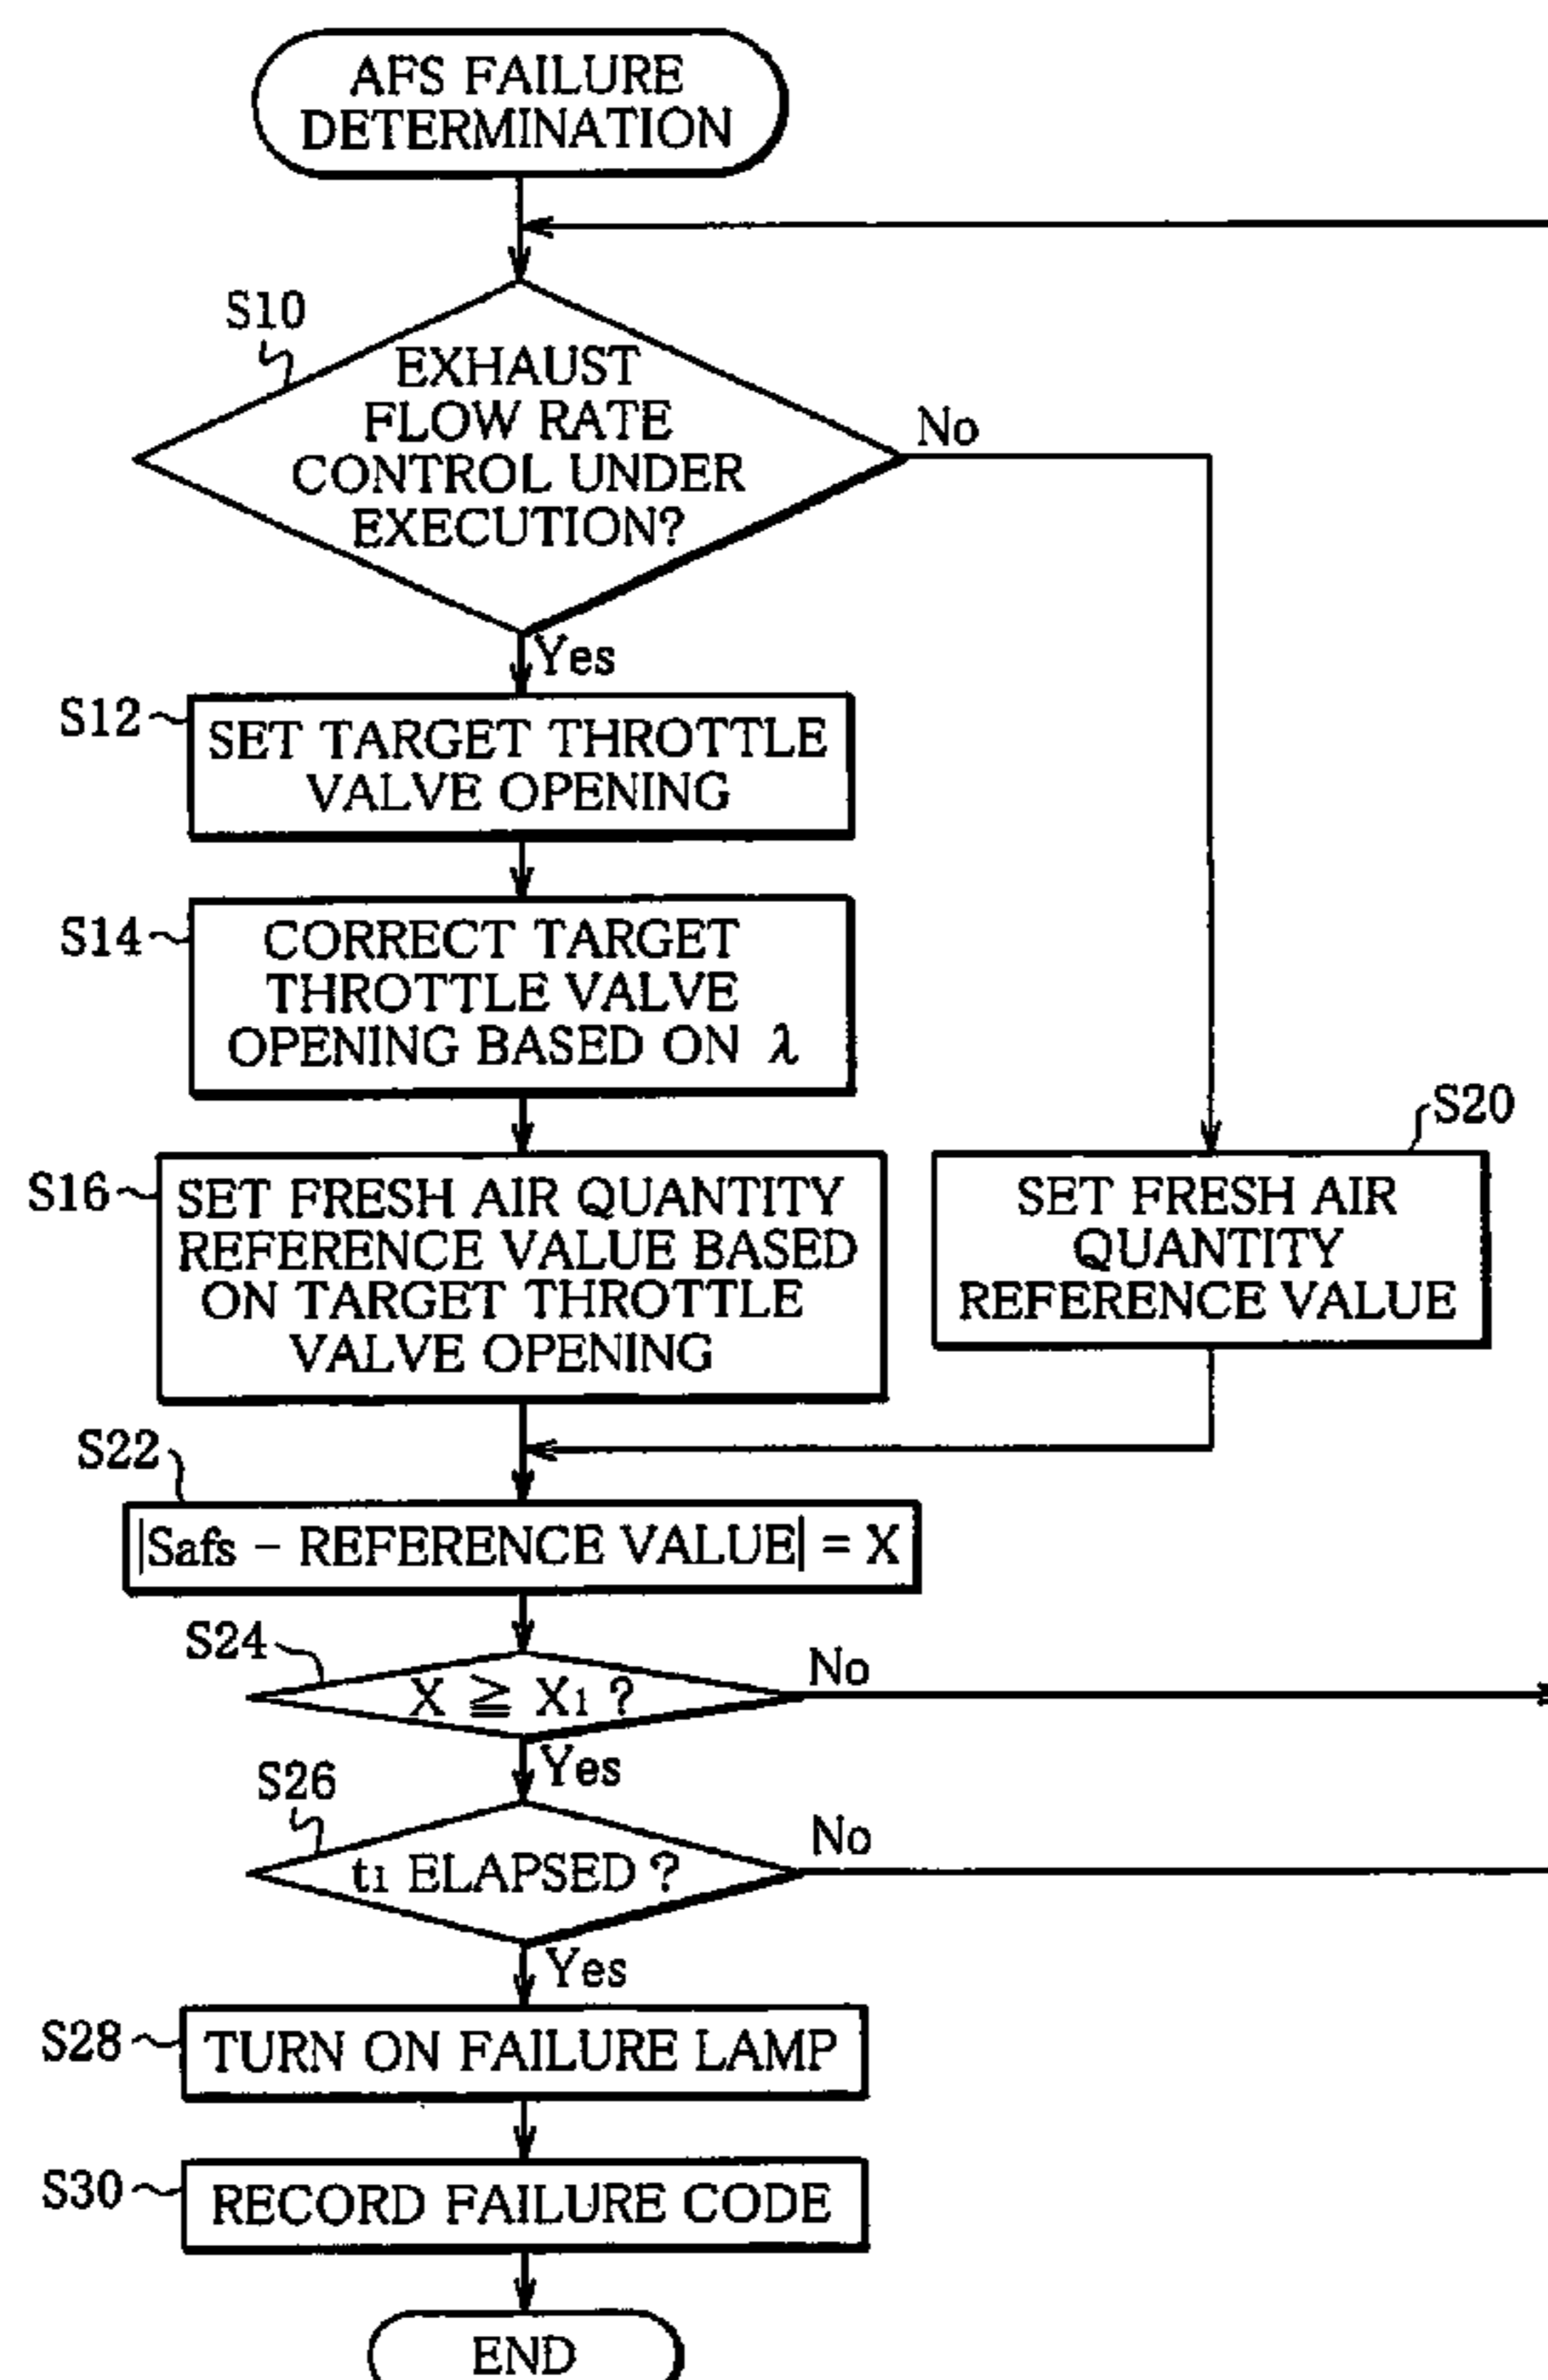 AFS FAILURE
DETERMINATION
S10
EXHAUST
FLOW RATE
CONTROL UNDER
EXECUTION?
No
Yes
S12
SET TARGET THROTTLE
VALVE OPENING
S14
CORRECT TARGET
THROTTLE VALVE
OPENING BASED ON λ
S16
SET FRESH AIR QUANTITY
REFERENCE VALUE BASED
ON TARGET THROTTLE
VALVE OPENING
S20
SET FRESH AIR
QUANTITY
REFERENCE VALUE
S22
|Safs − REFERENCE VALUE| = X
S24
X ≧ X1 ?
No
Yes
S26
t1 ELAPSED ?
No
Yes
S28
TURN ON FAILURE LAMP
S30
RECORD FAILURE CODE
END